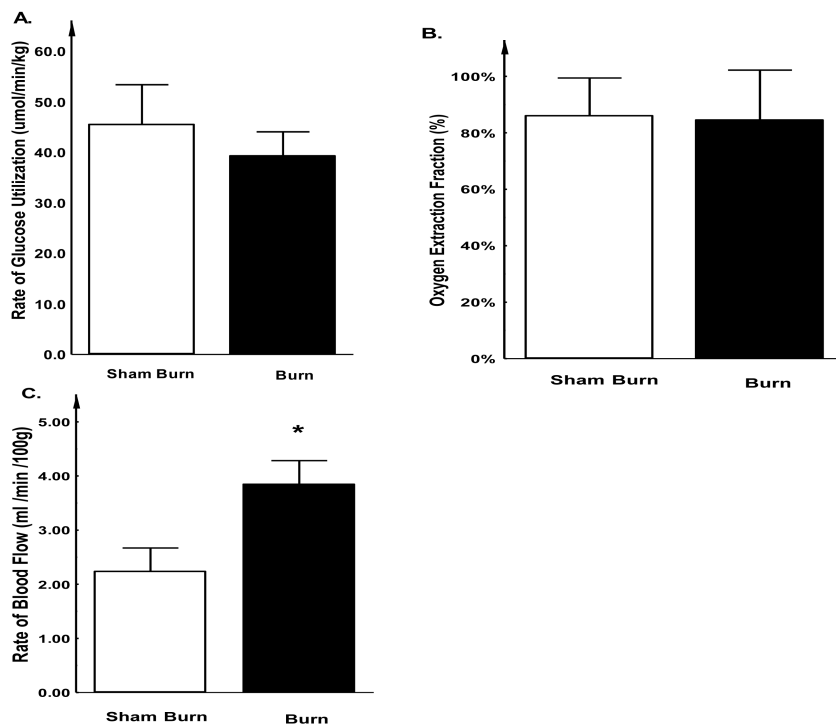 A.
Rate of Glucose Utilization (umol/min/kg)
60.0
50.0
40.0
30.0
20.0
10.0
0.0
Sham Burn Burn
B.
Oxygen Extraction Fraction (%)
100%
80%
60%
40%
20%
0%
Sham Burn Burn
C.
Rate of Blood Flow (ml /min /100g)
5.00
4.00
3.00
2.00
1.00
0.00
*
Sham Burn Burn